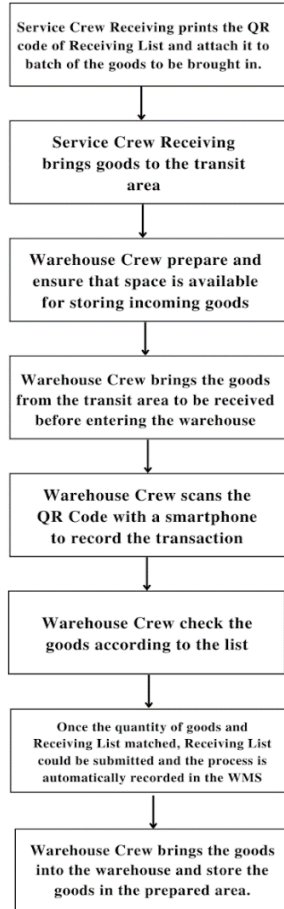 Service Crew Receiving prints the QR
code of Receiving List and attach it to
batch of the goods to be brought in.
Service Crew Receiving
brings goods to the transit
area
Warehouse Crew prepare and
ensure that space is available
for storing incoming goods
Warehouse Crew brings the goods
from the transit area to be received
before entering the warehouse
Warehouse Crew scans the
QR Code with a smartphone
to record the transaction
Warehouse Crew check the
goods according to the list
Once the quantity of goods and
Receiving List matched, Receiving List
could be submitted and the process is
automatically recorded in the WMS
Warehouse Crew brings the goods
into the warehouse and store the
goods in the prepared area.